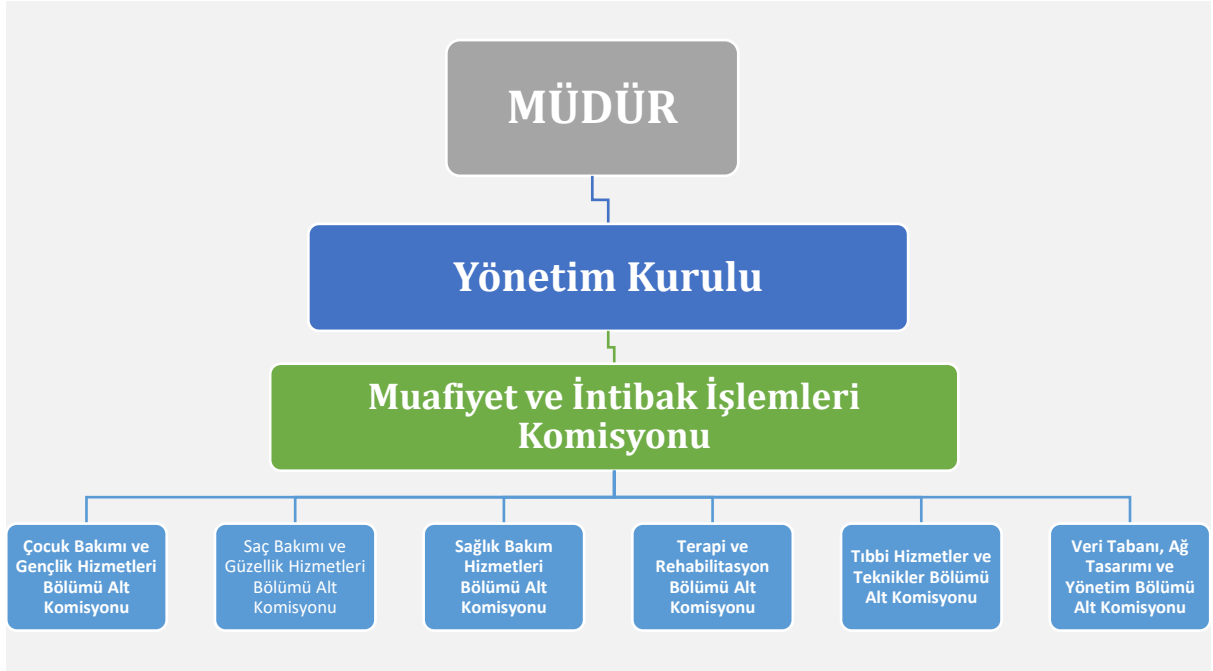 MÜDÜR
Yönetim Kurulu
Muafiyet ve İntibak İşlemleri
Komisyonu
Çocuk Bakımı ve
Gençlik Hizmetleri
Bölümü Alt
Komisyonu
Saç Bakımı ve
Güzellik Hizmetleri
Bölümü Alt
Komisyonu
Sağlık Bakım
Hizmetleri
Bölümü Alt
Komisyonu
Terapi ve
Rehabilitasyon
Bölümü Alt
Komisyonu
Tıbbi Hizmetler ve
Teknikler Bölümü
Alt Komisyonu
Veri Tabanı, Ağ
Tasarımı ve
Yönetim Bölümü
Alt Komisyonu